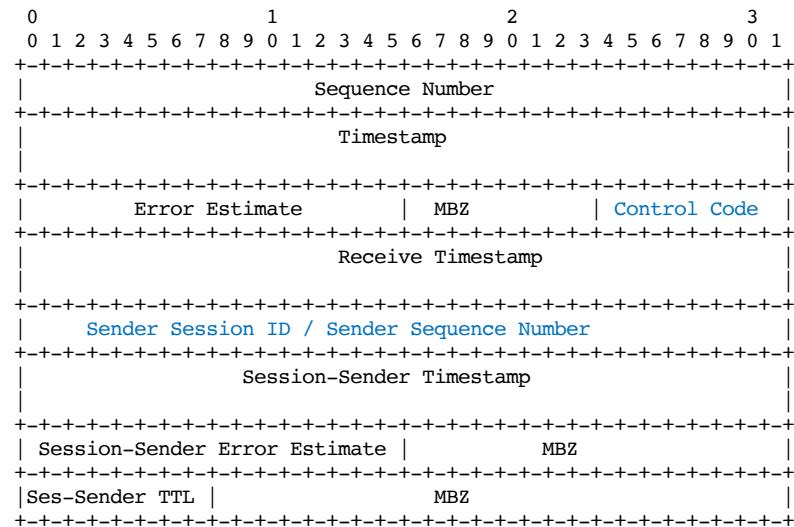 0                   1                   2                   3
 0 1 2 3 4 5 6 7 8 9 0 1 2 3 4 5 6 7 8 9 0 1 2 3 4 5 6 7 8 9 0 1
+-+-+-+-+-+-+-+-+-+-+-+-+-+-+-+-+-+-+-+-+-+-+-+-+-+-+-+-+-+-+-+-+
|                        Sequence Number                        |
+-+-+-+-+-+-+-+-+-+-+-+-+-+-+-+-+-+-+-+-+-+-+-+-+-+-+-+-+-+-+-+-+
|                          Timestamp                            |
|                                                               |
+-+-+-+-+-+-+-+-+-+-+-+-+-+-+-+-+-+-+-+-+-+-+-+-+-+-+-+-+-+-+-+-+
|         Error Estimate        |  MBZ          | Control Code  |
+-+-+-+-+-+-+-+-+-+-+-+-+-+-+-+-+-+-+-+-+-+-+-+-+-+-+-+-+-+-+-+-+
|                          Receive Timestamp                    |
|                                                               |
+-+-+-+-+-+-+-+-+-+-+-+-+-+-+-+-+-+-+-+-+-+-+-+-+-+-+-+-+-+-+-+-+
|     Sender Session ID / Sender Sequence Number                |
+-+-+-+-+-+-+-+-+-+-+-+-+-+-+-+-+-+-+-+-+-+-+-+-+-+-+-+-+-+-+-+-+
|                  Session-Sender Timestamp                     |
|                                                               |
+-+-+-+-+-+-+-+-+-+-+-+-+-+-+-+-+-+-+-+-+-+-+-+-+-+-+-+-+-+-+-+-+
| Session-Sender Error Estimate |           MBZ                 |
+-+-+-+-+-+-+-+-+-+-+-+-+-+-+-+-+-+-+-+-+-+-+-+-+-+-+-+-+-+-+-+-+
|Ses-Sender TTL |                  MBZ                          |
+-+-+-+-+-+-+-+-+-+-+-+-+-+-+-+-+-+-+-+-+-+-+-+-+-+-+-+-+-+-+-+-+